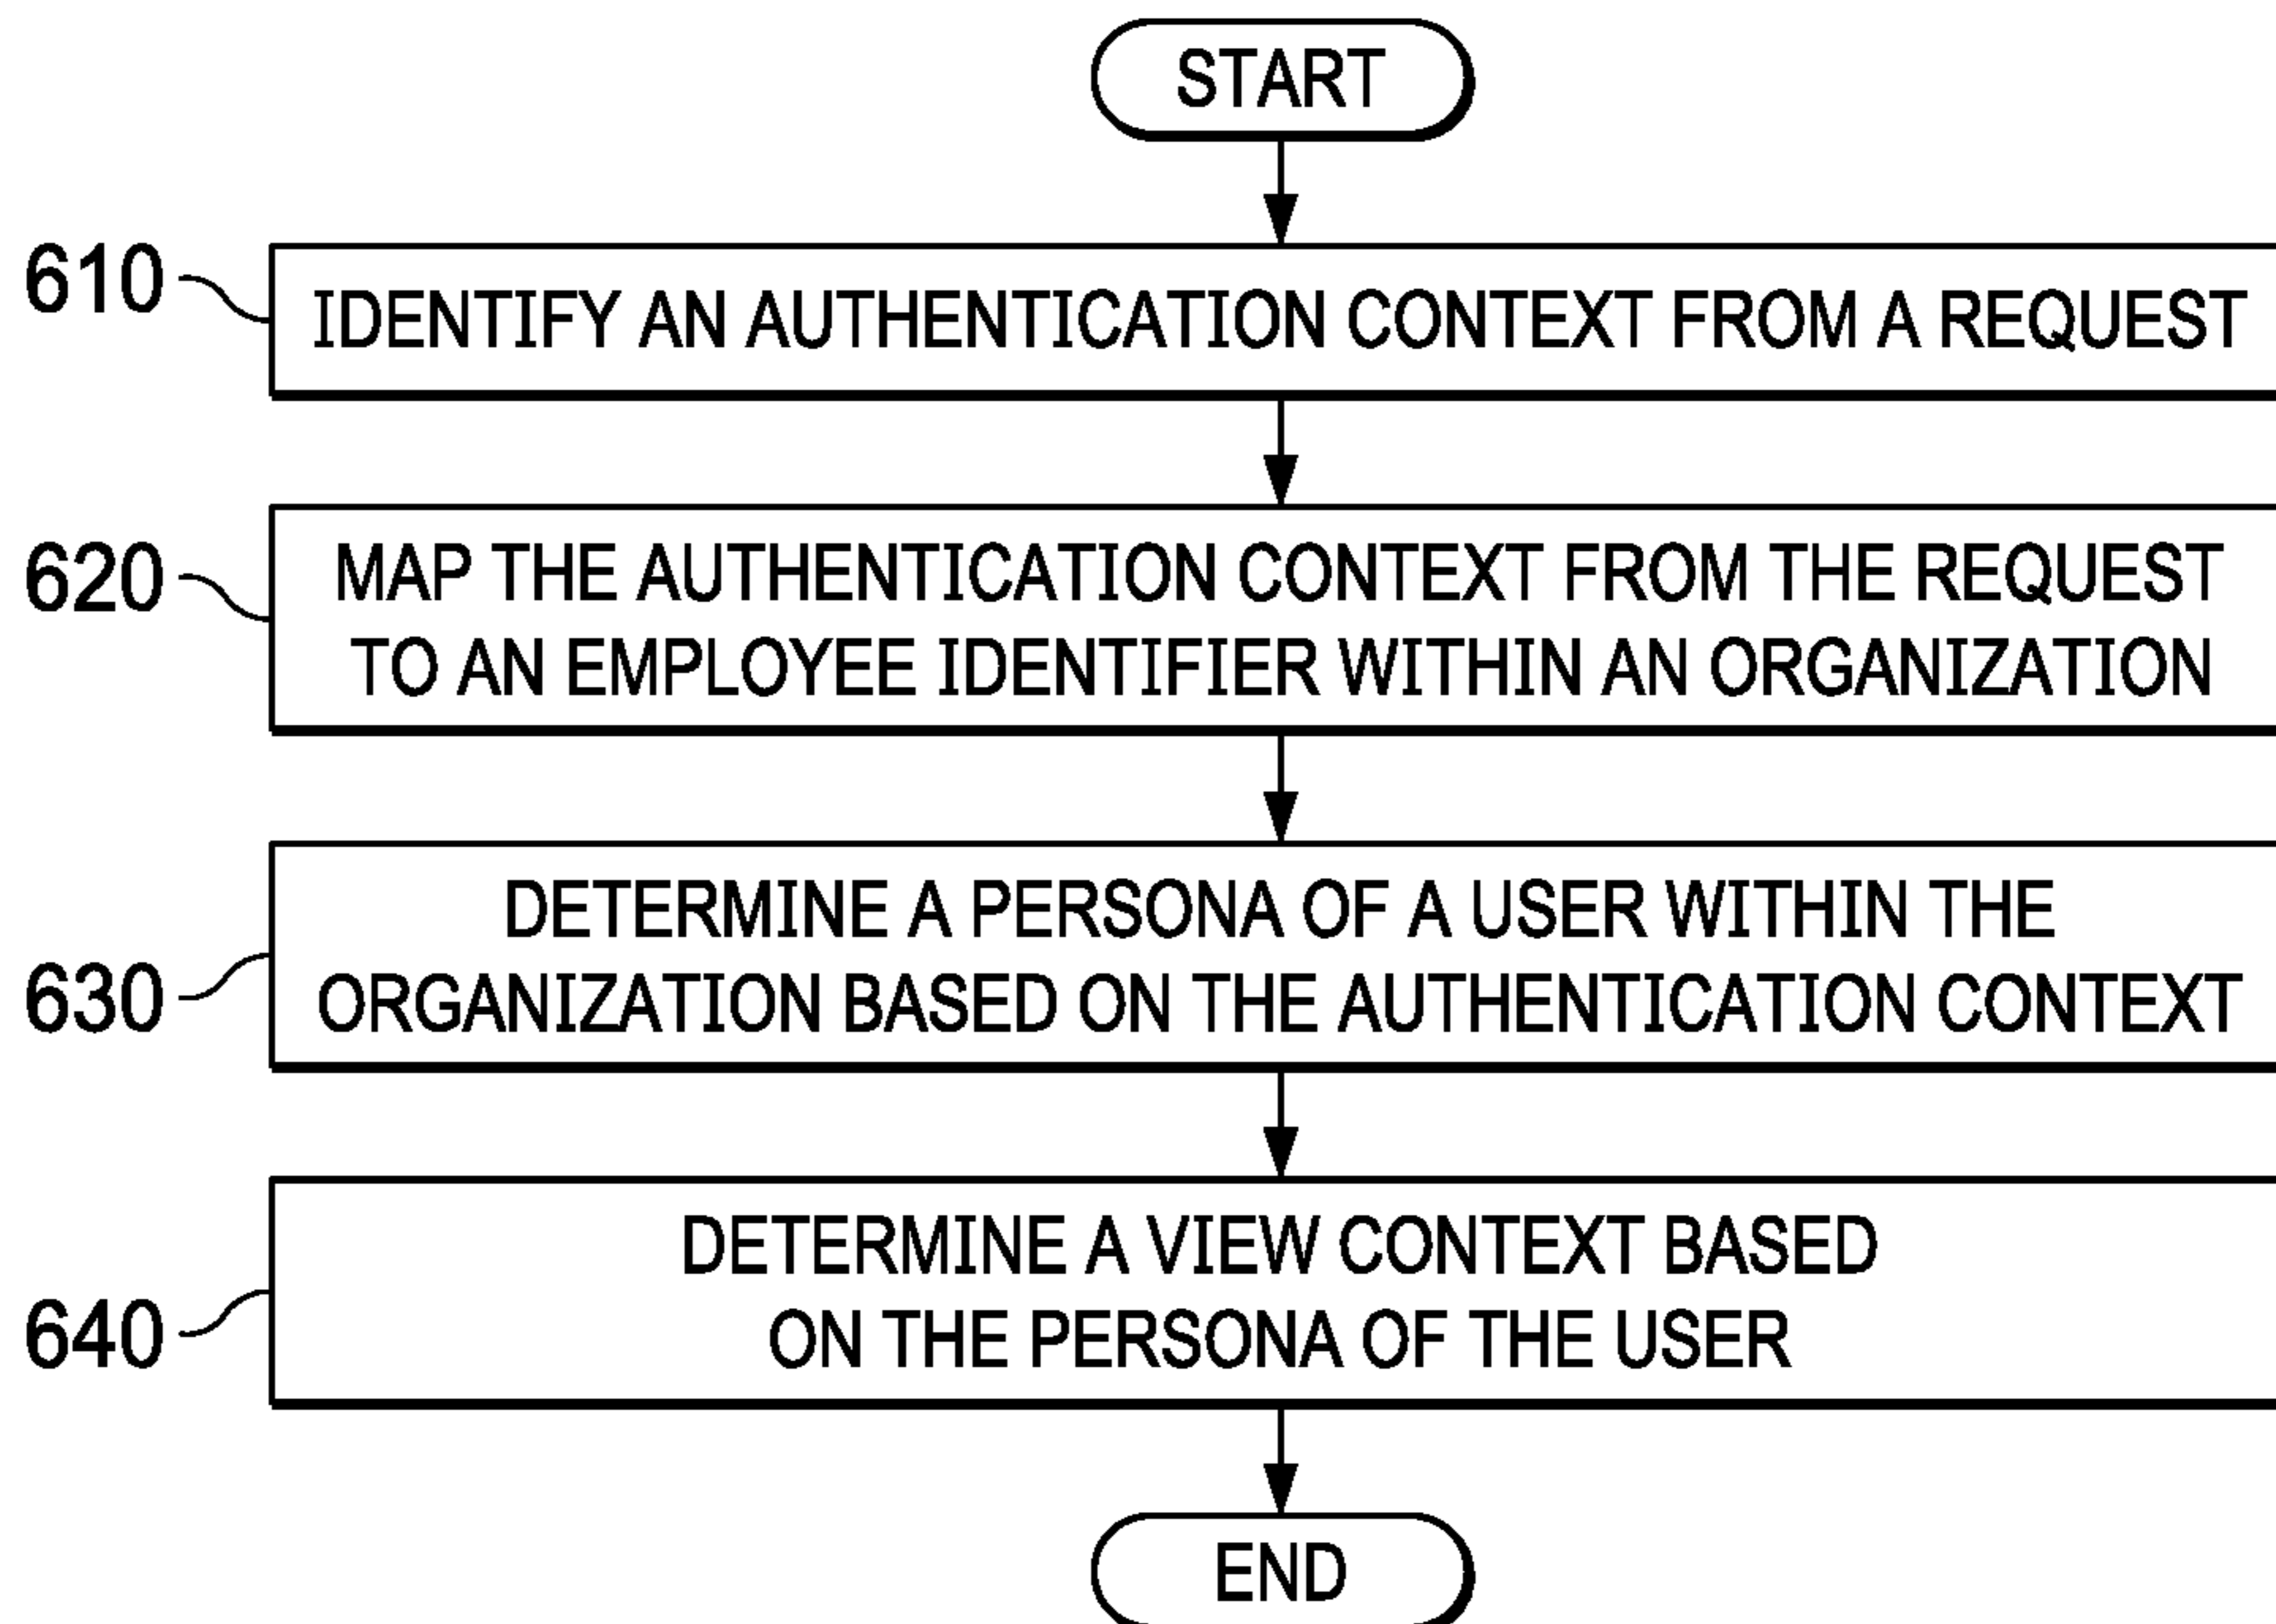 START
610
IDENTIFY AN AUTHENTICATION CONTEXT FROM A REQUEST
620
MAP THE AUTHENTICATION CONTEXT FROM THE REQUEST
TO AN EMPLOYEE IDENTIFIER WITHIN AN ORGANIZATION
630
DETERMINE A PERSONA OF A USER WITHIN THE
ORGANIZATION BASED ON THE AUTHENTICATION CONTEXT
640
DETERMINE A VIEW CONTEXT BASED
ON THE PERSONA OF THE USER
END